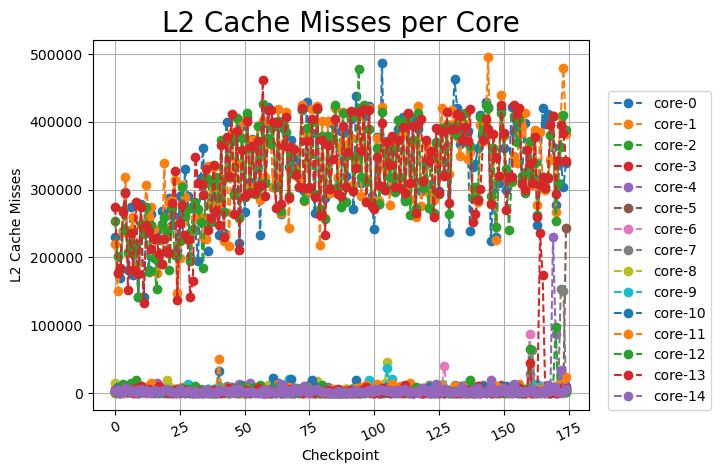 L2 Cache Misses per Core
500000
400000
300000
200000
100000
0
L2 Cache Misses
0 25 50 75 100 125 150 175
Checkpoint
core-0
core-1
core-2
core-3
core-4
core-5
core-6
core-7
core-8
core-9
core-10
core-11
core-12
core-13
core-14